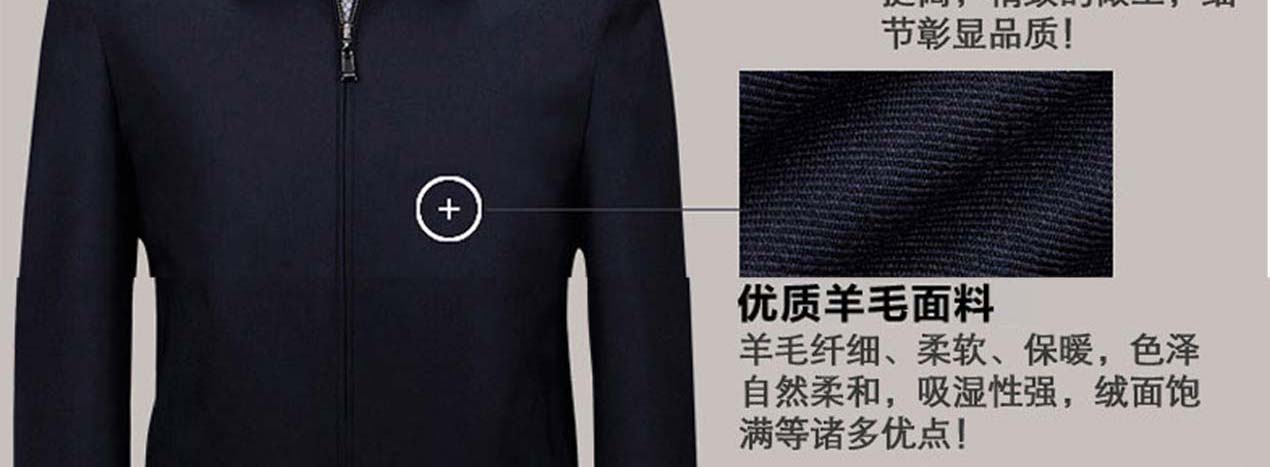 节彰显品质!
优质羊毛面料
羊毛纤细、柔软、保暖，色泽
自然柔和，吸湿性强，绒面饱
满等诸多优点!